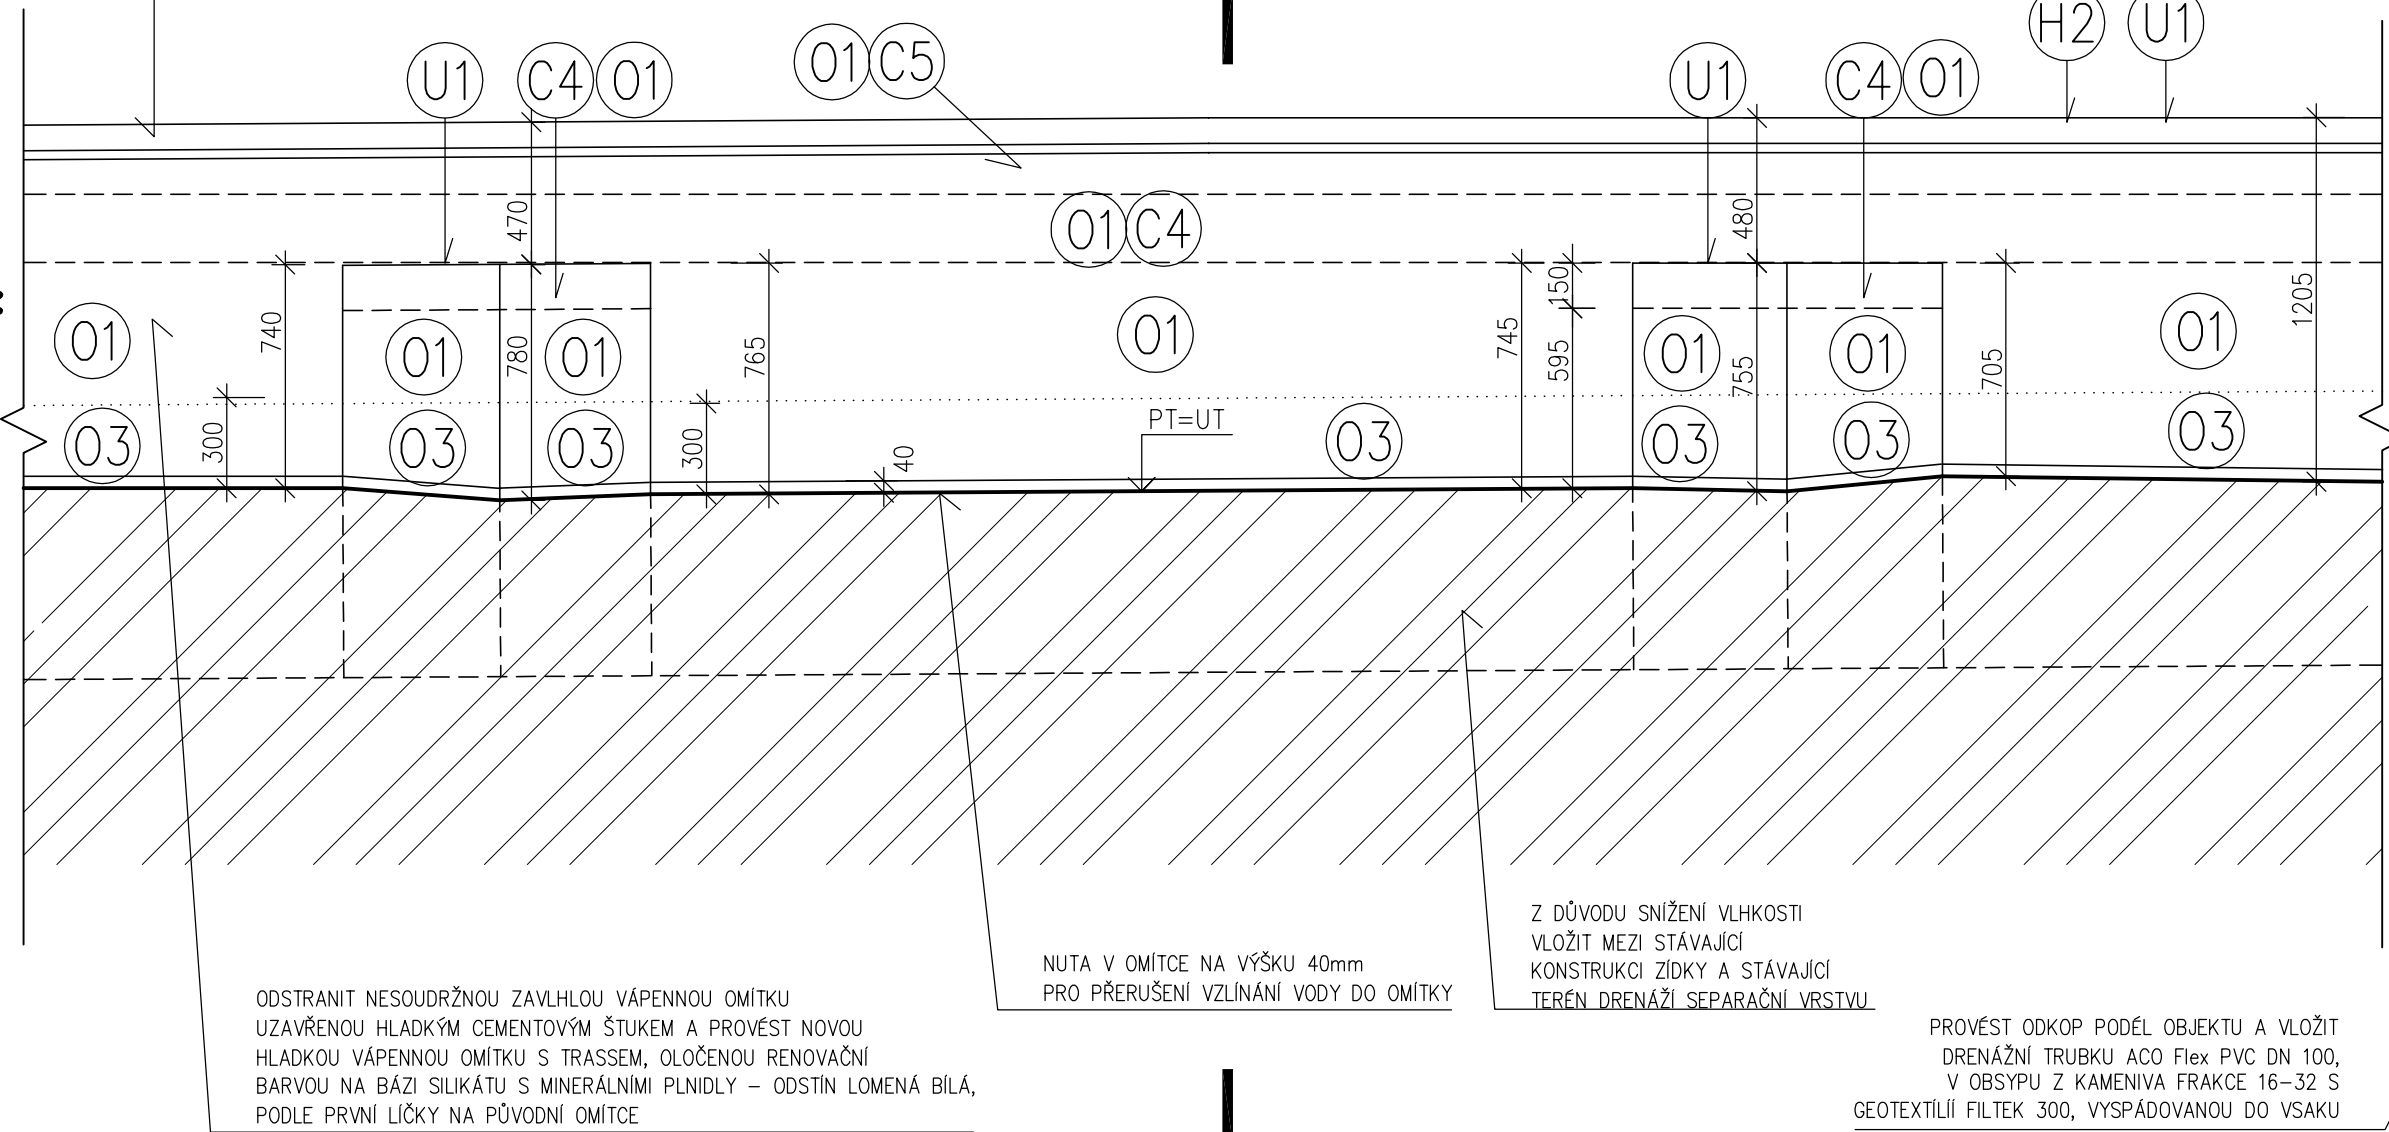 H2 U1
U1 C4 O1 O1 C5 U1 C4 O1
470 480
O1 C4
150 1205
O1 740 O1 780 O1 765 O1 745 595 O1 755 O1 705 O1
300 O3 O3 O3 300 40 PT=UT O3 O3 O3 O3
Z DŮVODU SNÍŽENÍ VLHKOSTI
VLOŽIT MEZI STÁVAJÍCÍ
KONSTRUKCI ZÍDKY A STÁVAJÍCÍ
TERÉN DRENÁŽÍ SEPARAČNÍ VRSTVU
NUTA V OMÍTCE NA VÝŠKU 40mm
PRO PŘERUŠENÍ VZLÍNÁNÍ VODY DO OMÍTKY
ODSTRANIT NESOUDRŽNOU ZAVLHLOU VÁPENNOU OMÍTKU
UZAVŘENOU HLADKÝM CEMENTOVÝM ŠTUKEM A PROVÉST NOVOU
HLADKOU VÁPENNOU OMÍTKU S TRASSEM, OLOČENOU RENOVAČNÍ
BARVOU NA BÁZI SILIKÁTU S MINERÁLNÍMI PLNIDLY – ODSTÍN LOMENÁ BÍLÁ,
PODLE PRVNÍ LÍČKY NA PŮVODNÍ OMÍTCE
PROVÉST ODKOP PODÉL OBJEKTU A VLOŽIT
DRENÁŽNÍ TRUBKU ACO Flex PVC DN 100,
V OBSYPU Z KAMENIVA FRAKCE 16–32 S
GEOTEXTÍLÍÍ FILTEK 300, VYSPÁDOVANOU DO VSAKU